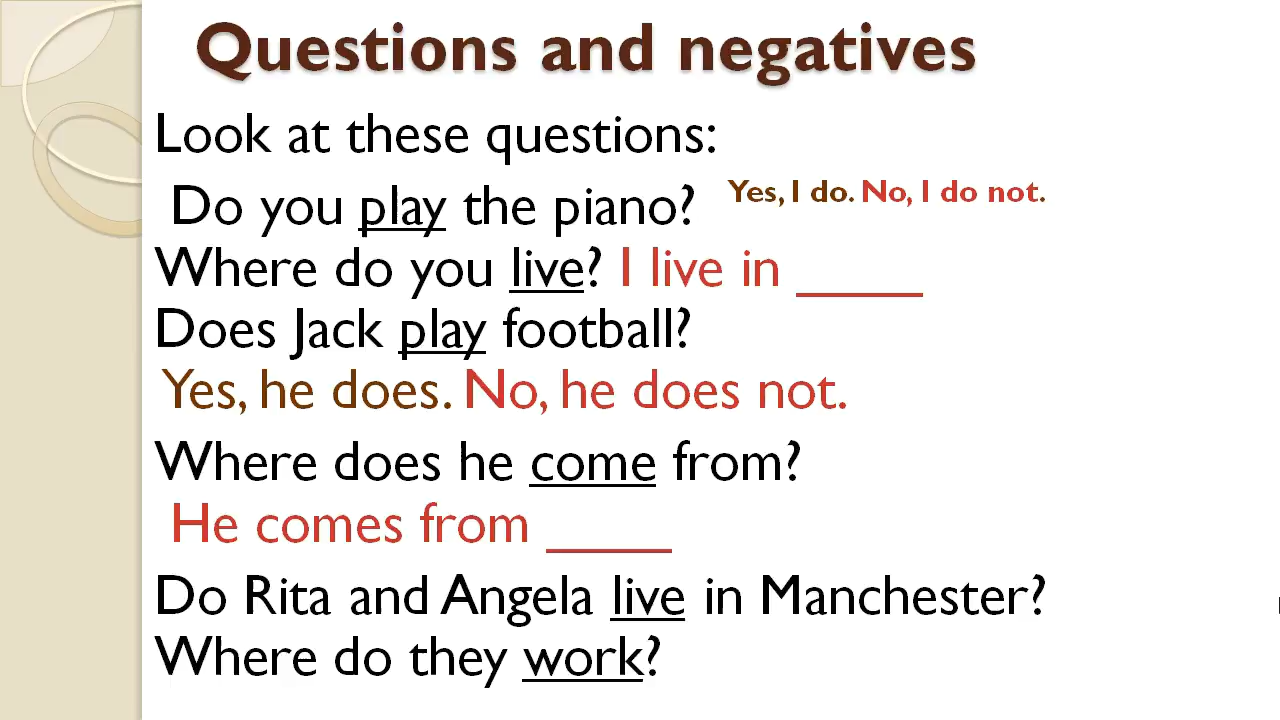 Questions and negatives
Look at these questions:
Do you play the piano? Yes, I do. No, I do not.
Where do you live? I live in ____
Does Jack play football?
Yes, he does. No, he does not.
Where does he come from?
He comes from ____
Do Rita and Angela live in Manchester?
Where do they work?